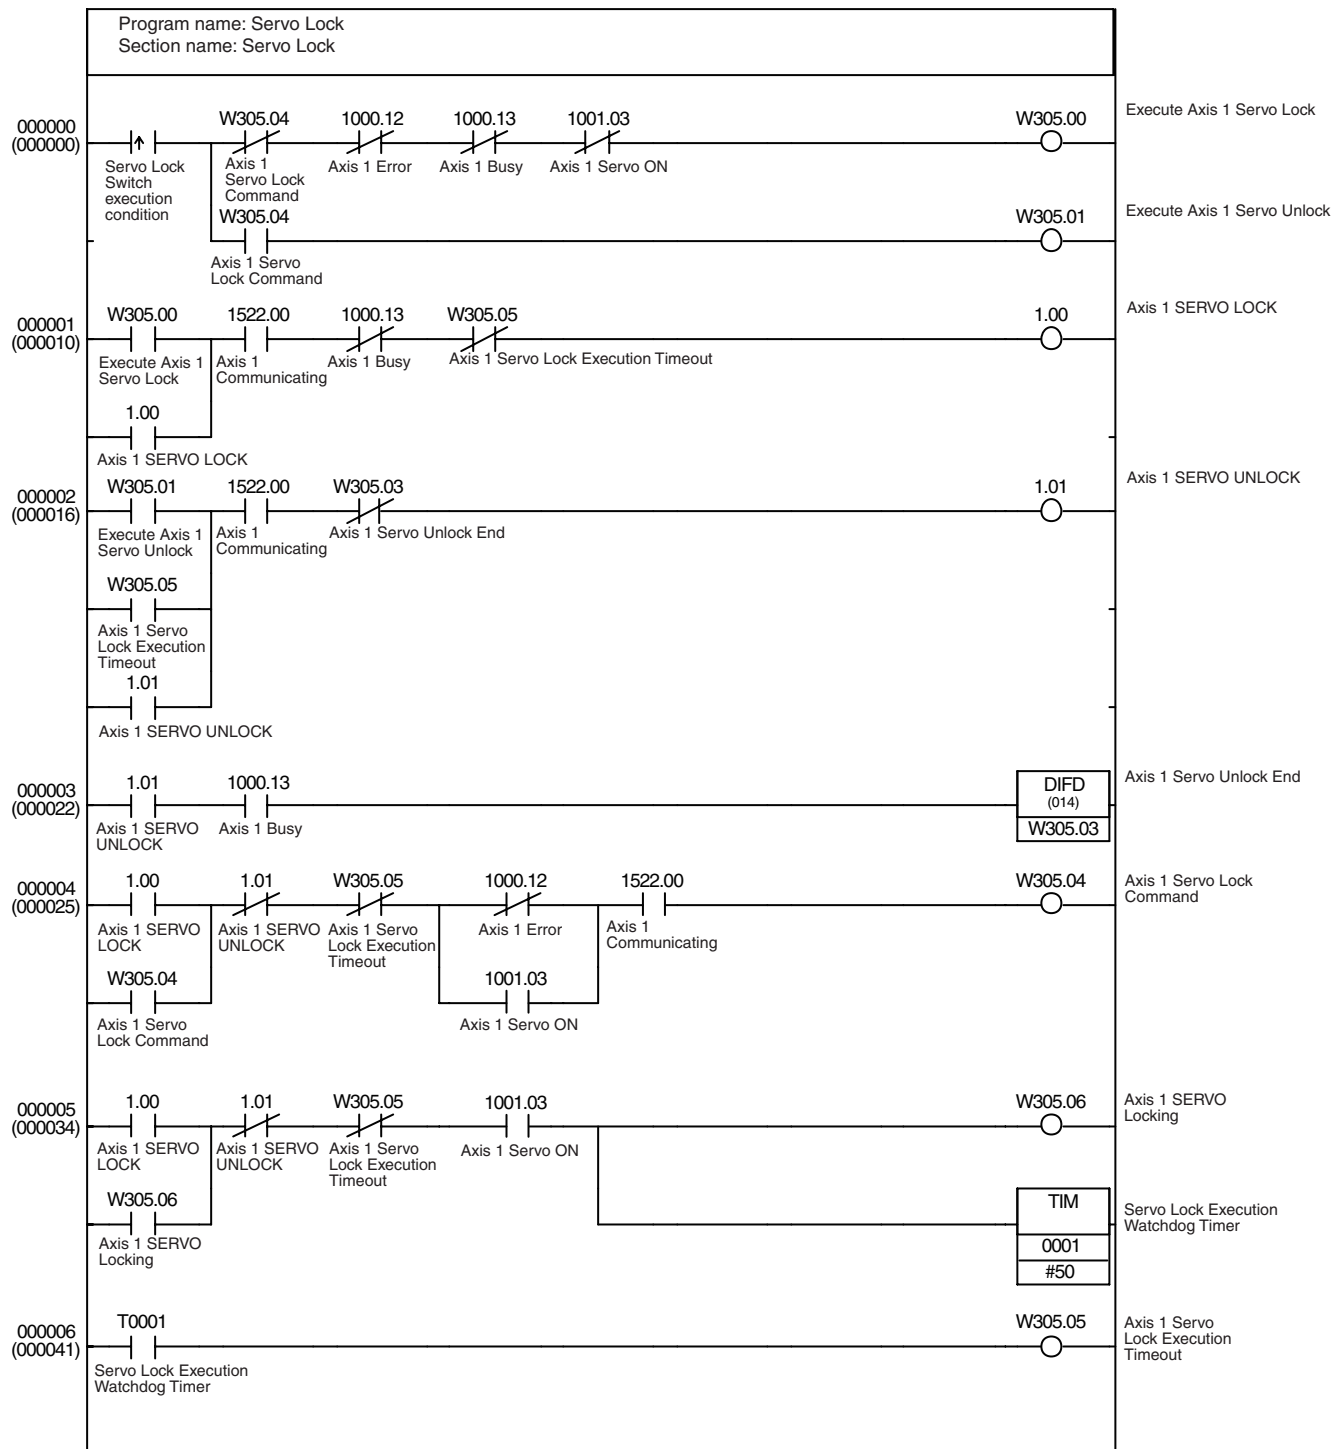 Program name: Servo Lock
Section name: Servo Lock
000000
(000000)
Servo Lock
Switch
execution
condition
W305.04
Axis 1
Servo Lock
Command
1000.12
Axis 1 Error
1000.13
Axis 1 Busy
1001.03
Axis 1 Servo ON
W305.00
Execute Axis 1 Servo Lock
W305.04
Axis 1 Servo
Lock Command
W305.01
Execute Axis 1 Servo Unlock
000001
(000010)
W305.00
Execute Axis 1
Servo Lock
1522.00
Axis 1
Communicating
1000.13
Axis 1 Busy
W305.05
Axis 1 Servo Lock Execution Timeout
1.00
Axis 1 SERVO LOCK
1.00
Axis 1 SERVO LOCK
000002
(000016)
W305.01
Execute Axis 1
Servo Unlock
1522.00
Axis 1
Communicating
W305.03
Axis 1 Servo Unlock End
1.01
Axis 1 SERVO UNLOCK
W305.05
Axis 1 Servo
Lock Execution
Timeout
1.01
Axis 1 SERVO UNLOCK
000003
(000022)
1.01
Axis 1 SERVO
UNLOCK
1000.13
Axis 1 Busy
DIFD
(014)
W305.03
Axis 1 Servo Unlock End
000004
(000025)
1.00
Axis 1 SERVO
LOCK
1.01
Axis 1 SERVO
UNLOCK
W305.05
Axis 1 Servo
Lock Execution
Timeout
1000.12
Axis 1 Error
1522.00
Axis 1
Communicating
W305.04
Axis 1 Servo Lock
Command
W305.04
Axis 1 Servo
Lock Command
1001.03
Axis 1 Servo ON
000005
(000034)
1.00
Axis 1 SERVO
LOCK
1.01
Axis 1 SERVO
UNLOCK
W305.05
Axis 1 Servo
Lock Execution
Timeout
1001.03
Axis 1 Servo ON
W305.06
Axis 1 SERVO
Locking
W305.06
Axis 1 SERVO
Locking
TIM
0001
#50
Servo Lock Execution
Watchdog Timer
000006
(000041)
T0001
Servo Lock Execution
Watchdog Timer
W305.05
Axis 1 Servo
Lock Execution
Timeout